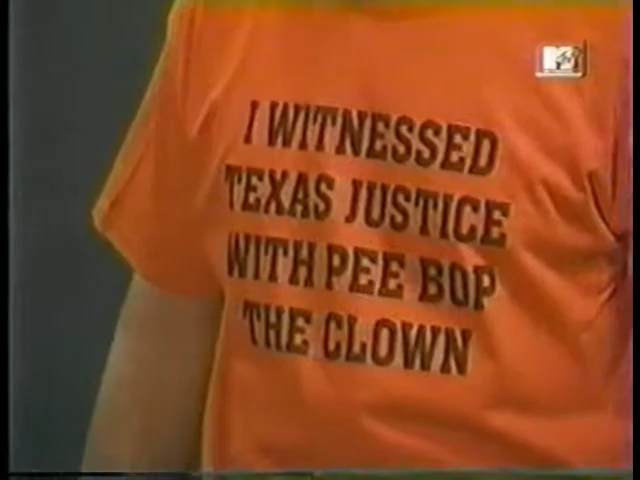 I WITNESSED
TEXAS JUSTICE
WITH PEE BOP
THE CLOWN